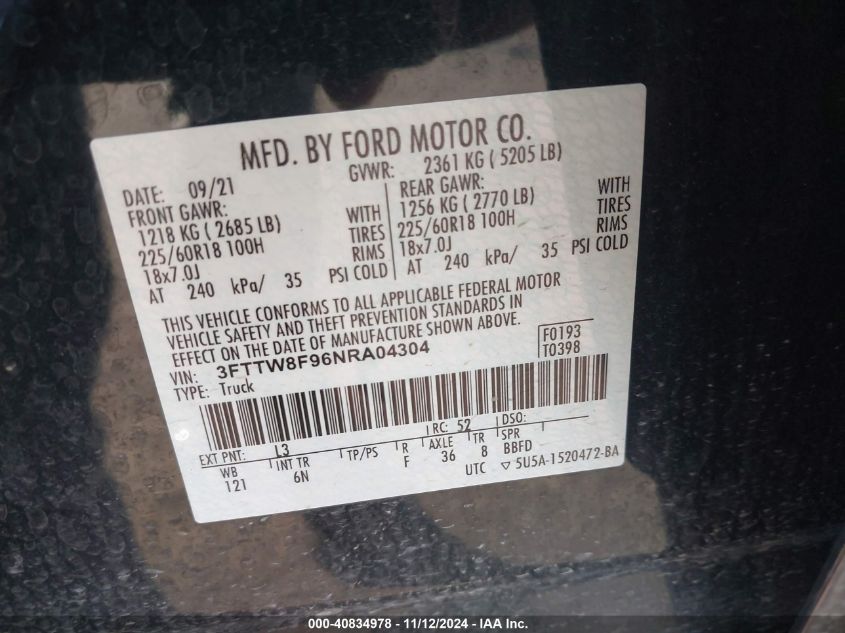 MFD. BY FORD MOTOR CO.
DATE: 09/21 GVWR: 2361 KG ( 5205 LB)
FRONT GAWR: REAR GAWR:
1218 KG ( 2685 LB) WITH 1256 KG ( 2770 LB) WITH
225/60R18 100H TIRES 225/60R18 100H TIRES
18x7.0J RIMS 18x7.0J RIMS
AT 240 kPa/ 35 PSI COLD AT 240 kPa/ 35 PSI COLD
THIS VEHICLE CONFORMS TO ALL APPLICABLE FEDERAL MOTOR
VEHICLE SAFETY AND THEFT PREVENTION STANDARDS IN
EFFECT ON THE DATE OF MANUFACTURE SHOWN ABOVE.
VIN: 3FTTW8F96NRA04304 F0193
TYPE: Truck T0398
EXT PNT: L3 RC: 52 DSO:
WB INT TR TP/PS R AXLE TR SPR
121 6N F 36 8 BBFD
UTC ▽ 5U5A-1520472-BA
000-40834978 - 11/12/2024 - IAA Inc.